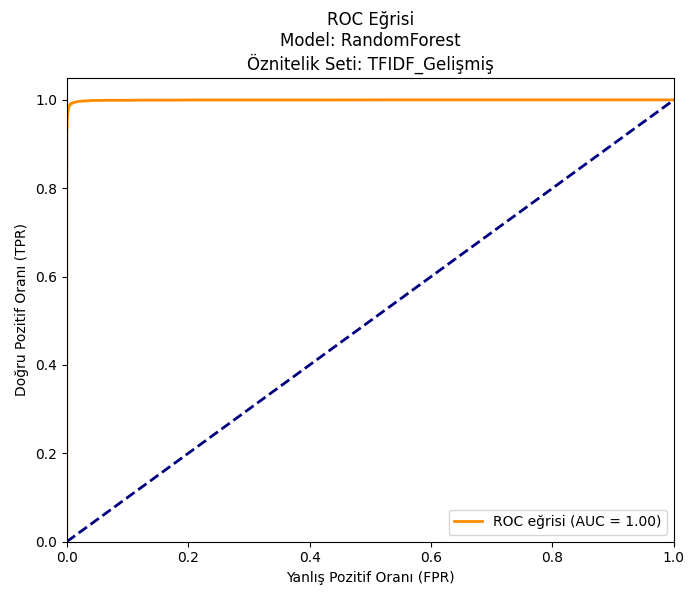 ROC Eğrisi
Model: RandomForest
Öznitelik Seti: TFIDF_Gelişmiş
Doğru Pozitif Oranı (TPR)
1.0
0.8
0.6
0.4
0.2
0.0
ROC eğrisi (AUC = 1.00)
0.0 0.2 0.4 0.6 0.8 1.0
Yanlış Pozitif Oranı (FPR)